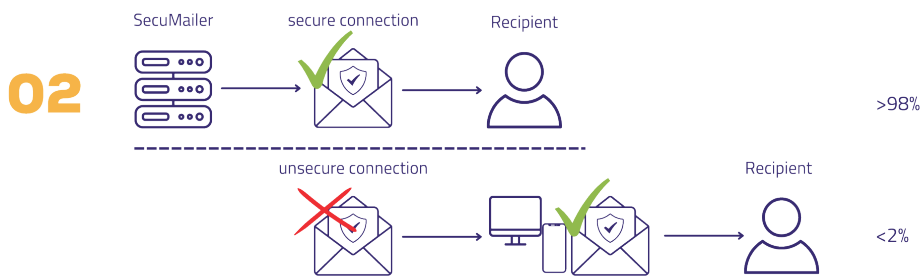 SecuMailer
secure connection
Recipient
02
>98%
unsecure connection
Recipient
<2%